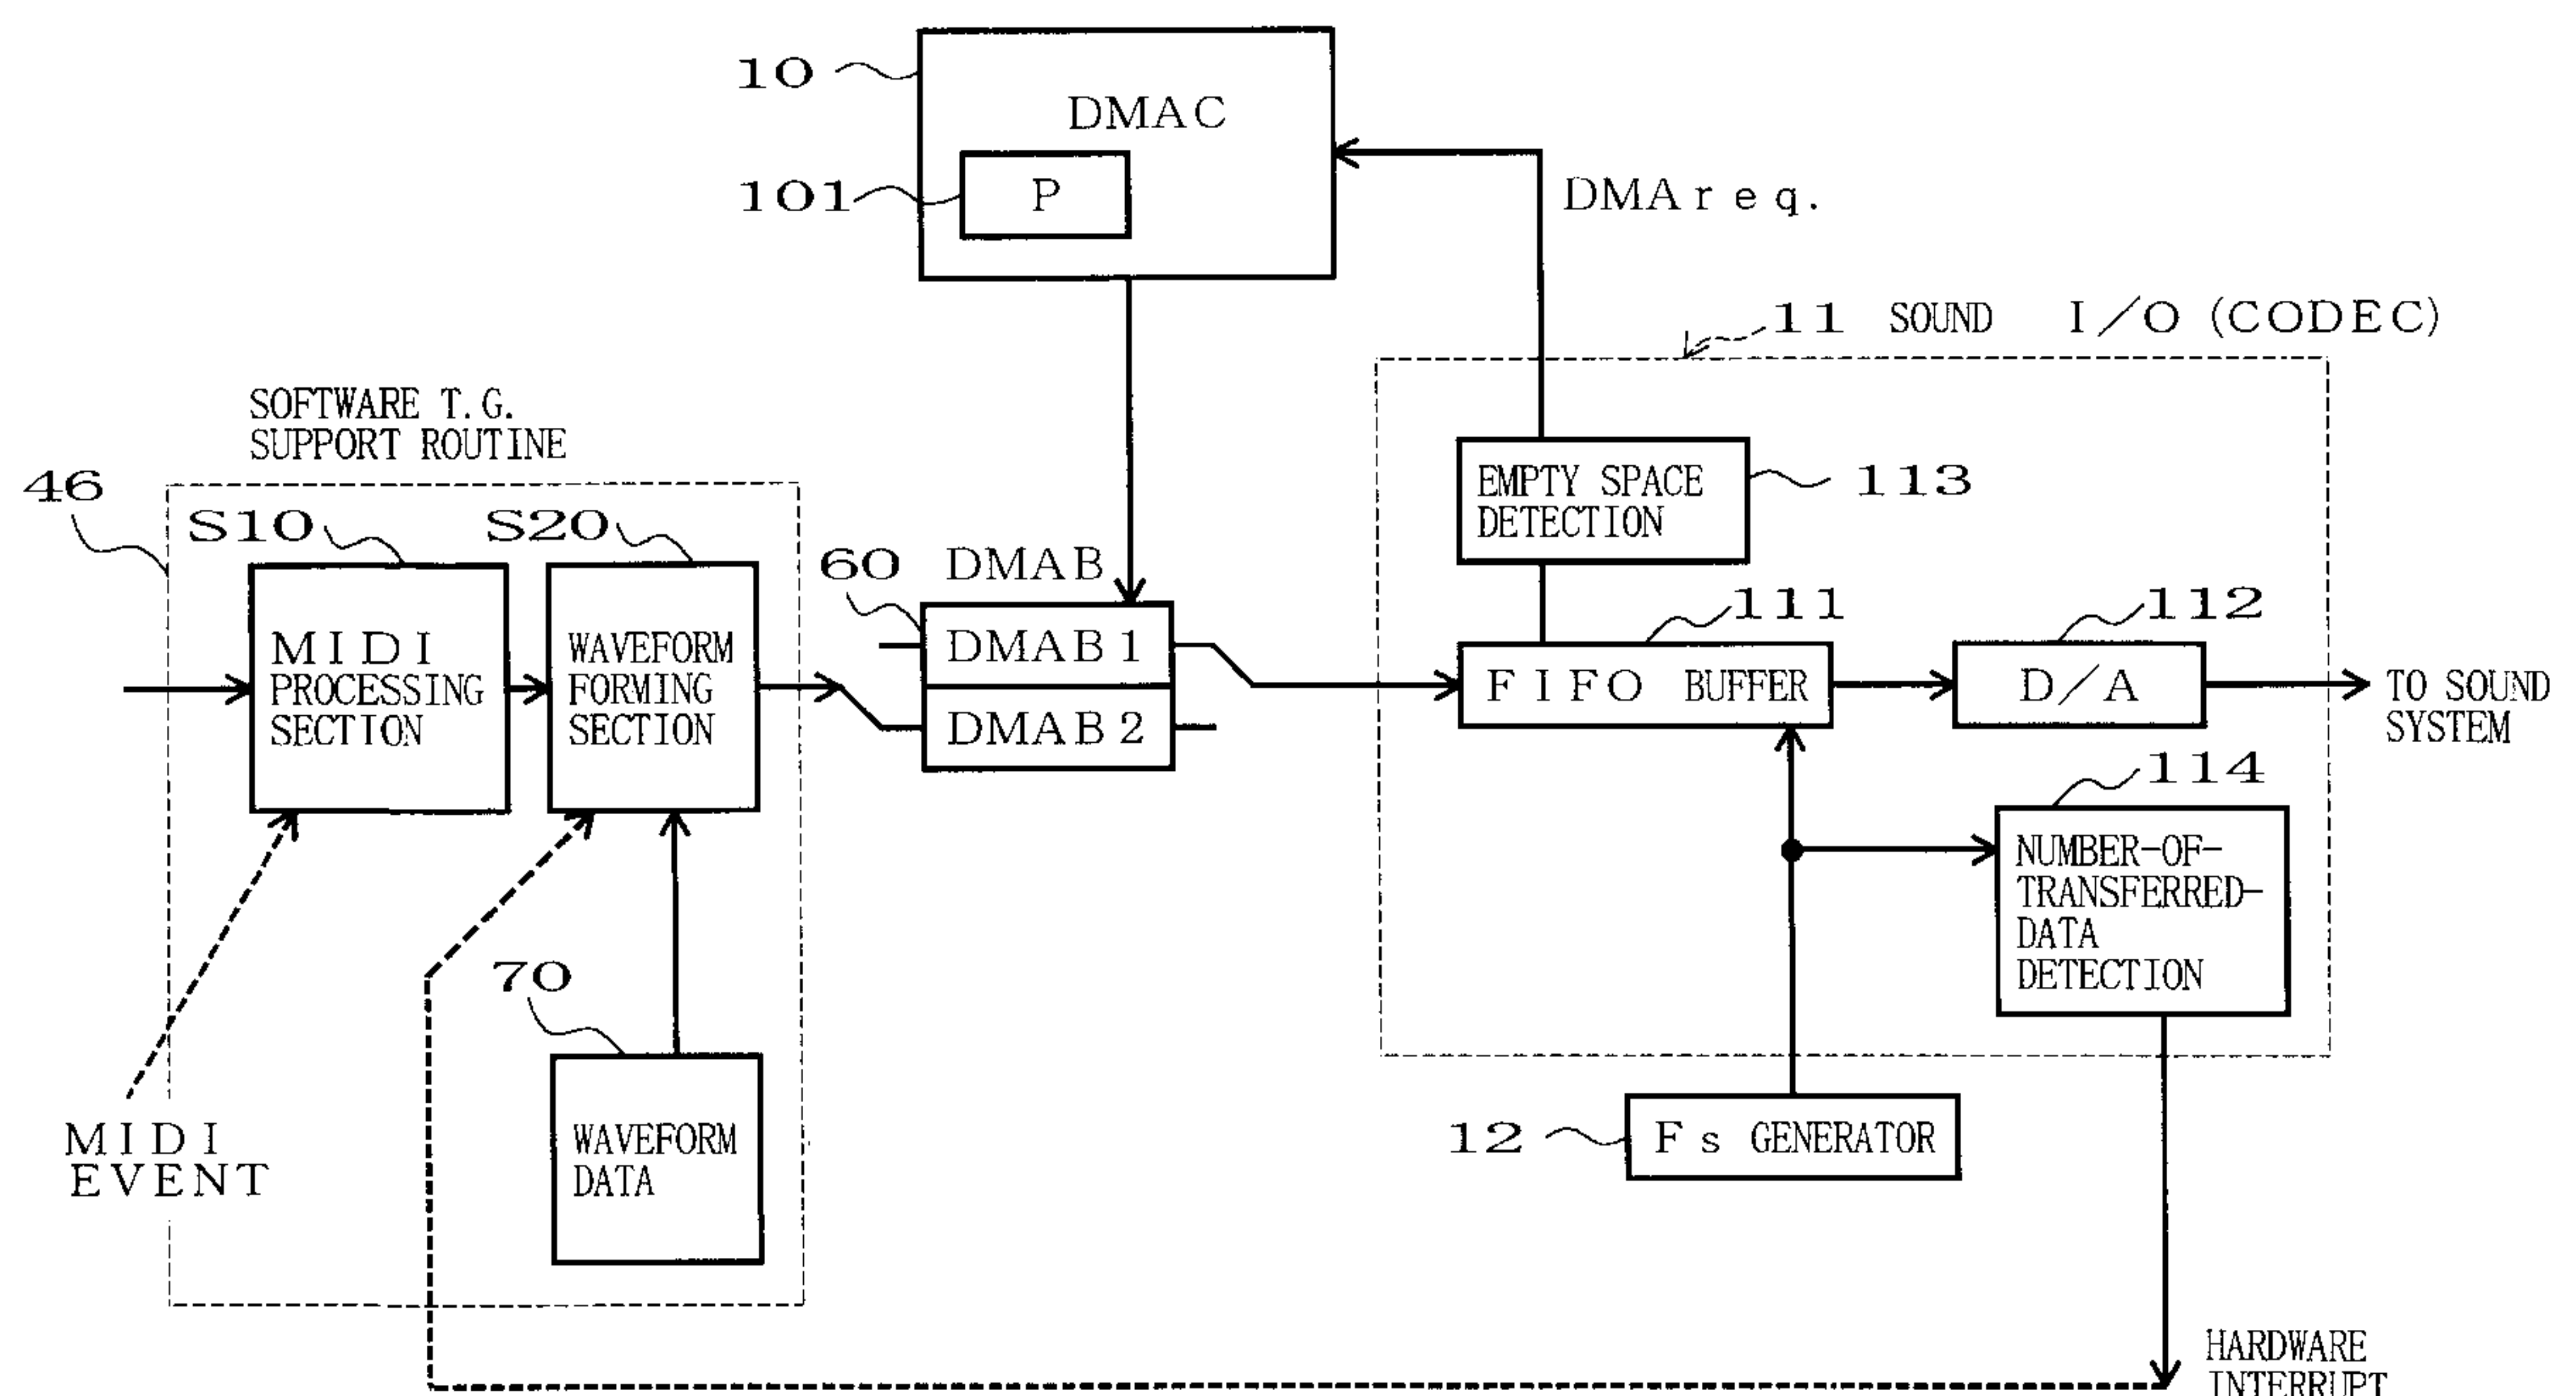 10
DMAC
101
P
DMAreq.
11 SOUND I/O (CODEC)
SOFTWARE T.G.
SUPPORT ROUTINE
46
S10
S20
60 DMAB
EMPTY SPACE
DETECTION
113
MIDI
PROCESSING
SECTION
WAVEFORM
FORMING
SECTION
DMAB1
DMAB2
111
FIFO BUFFER
112
D/A
TO SOUND
SYSTEM
114
NUMBER-OF-
TRANSFERRED-
DATA
DETECTION
70
WAVEFORM
DATA
MIDI
EVENT
12
Fs GENERATOR
HARDWARE
INTERRUPT